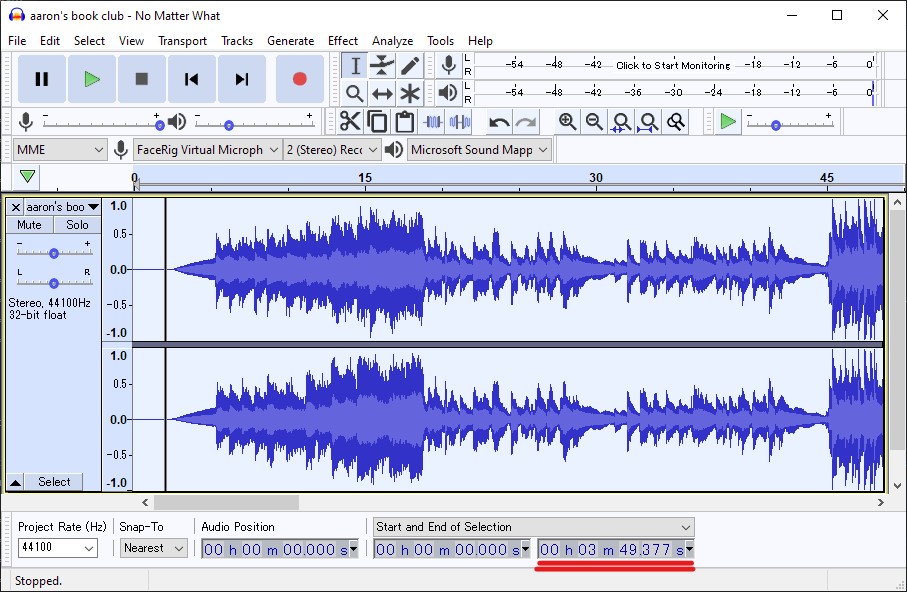 aaron's book club - No Matter What
File Edit Select View Transport Tracks Generate Effect Analyze Tools Help
L
R
-54 -48 -42 Click to Start Monitoring -18 -12 -6 0
L
R
-54 -48 -42 -36 -30 -24 -18 -12 -6 0
- +
- +
- +
MME FaceRig Virtual Microph 2 (Stereo) Recc Microsoft Sound Mapp
0 15 30 45
aaron's boo
Mute Solo
- +
L R
Stereo, 44100Hz
32-bit float
Select
1.0
0.5-
0.0-
-0.5-
-1.0
1.0
0.5-
0.0-
-0.5-
-1.0
Project Rate (Hz) Snap-To Audio Position Start and End of Selection
44100 Nearest 00 h 00 m 00.000 s 00 h 00 m 00.000 s 00 h 03 m 49.377 s
Stopped.